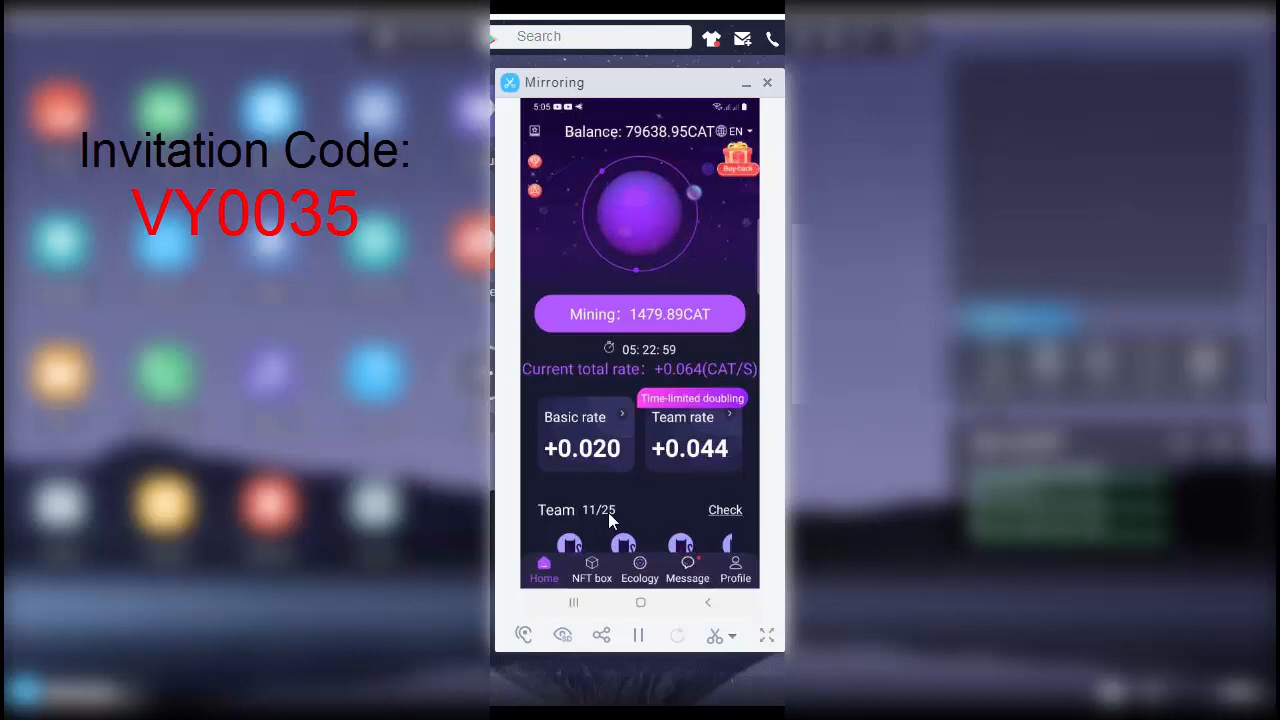 Invitation Code:
VY0035
Search
Mirroring
5:05
Balance: 79638.95CAT
EN
Buy-back
Mining: 1479.89CAT
05: 22: 59
Current total rate: +0.064(CAT/S)
Time-limited doubling
Basic rate
Team rate
+0.020
+0.044
Team 11/25
Check
Home
NFT box
Ecology
Message
Profile
SD